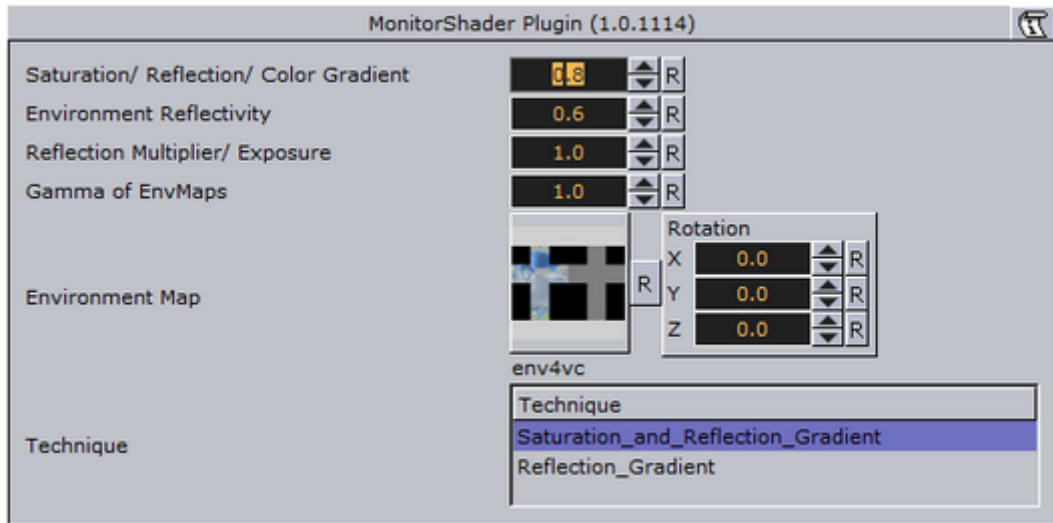 MonitorShader Plugin (1.0.1114)
Saturation/ Reflection/ Color Gradient 0.8 R
Environment Reflectivity 0.6 R
Reflection Multiplier/ Exposure 1.0 R
Gamma of EnvMaps 1.0 R
Environment Map R
env4vc
Rotation
X 0.0 R
Y 0.0 R
Z 0.0 R
Technique
Technique
Saturation_and_Reflection_Gradient
Reflection_Gradient